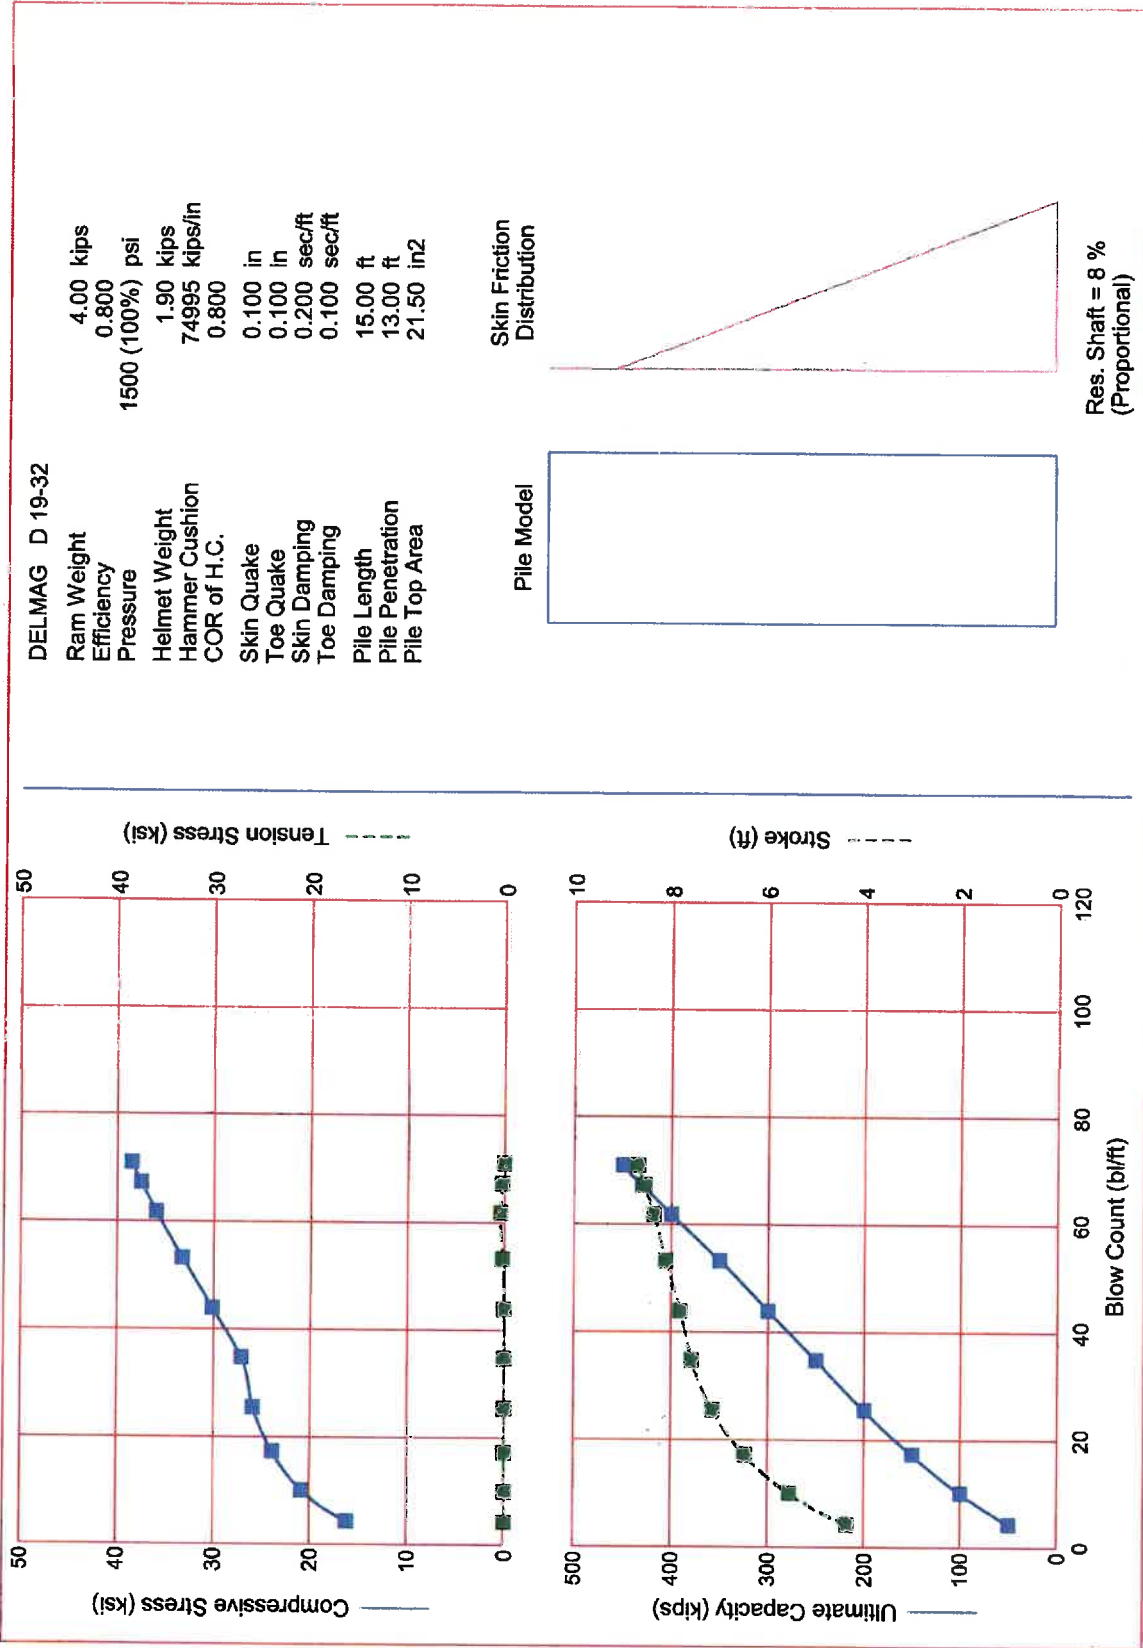 DELMAG D 19-32
Ram Weight 4.00 kips
Efficiency 0.800
Pressure 1500 (100%) psi
Helmet Weight 1.90 kips
Hammer Cushion 74995 kips/in
COR of H.C. 0.800
Skin Quake 0.100 in
Toe Quake 0.100 in
Skin Damping 0.200 sec/ft
Toe Damping 0.100 sec/ft
Pile Length 15.00 ft
Pile Penetration 13.00 ft
Pile Top Area 21.50 in2
Pile Model
Skin Friction
Distribution
Res. Shaft = 8 %
(Proportional)
Compressive Stress (ksi)
50
40
30
20
10
0
Tension Stress (ksi)
50
40
30
20
10
0
Ultimate Capacity (kips)
500
400
300
200
100
0
Stroke (ft)
10
8
6
4
2
0
0
20
40
60
80
100
120
Blow Count (bl/ft)